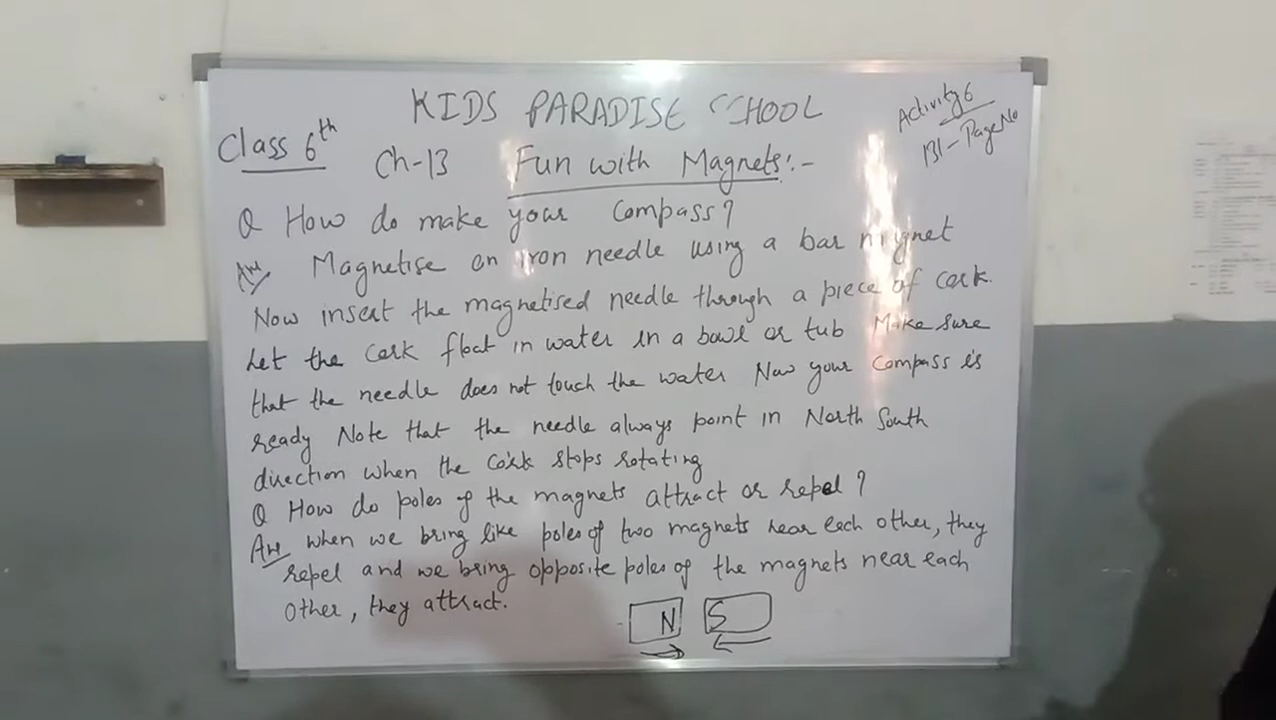 KIDS PARADISE SCHOOL
Activity 6
131 - Page No
Class 6th
Ch-13 Fun with Magnets:-
Q How do make your Compass?
Ans Magnetise an iron needle using a bar magnet
Now insert the magnetised needle through a piece of cork.
Let the cork float in water in a bowl or tub Make sure
that the needle does not touch the water Now your Compass is
ready Note that the needle always point in North South
direction when the cork stops rotating
Q How do poles of the magnets attract or repel?
Ans when we bring like poles of two magnets near each other, they
repel and we bring opposite poles of the magnets near each
other, they attract.
N S